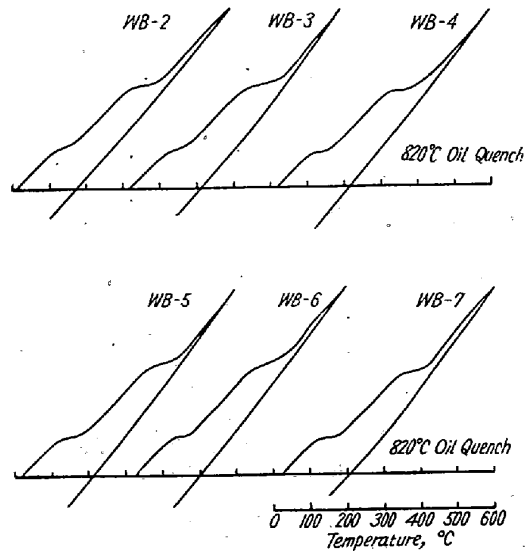 WB-2 WB-3 WB-4
820°C Oil Quench
WB-5 WB-6 WB-7
820°C Oil Quench
0 100 200 300 400 500 600
Temperature, °C